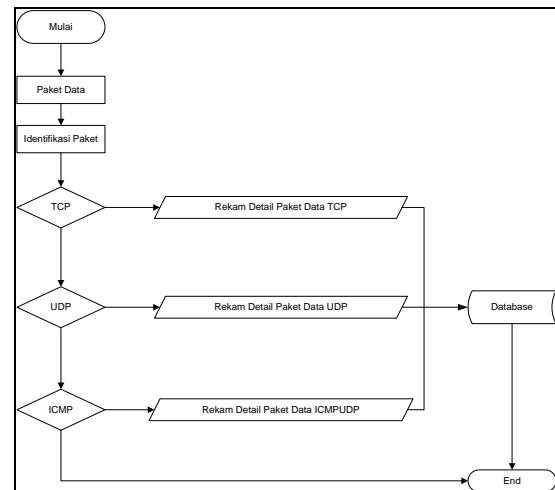 Mulai
Paket Data
Identifikasi Paket
TCP
Rekam Detail Paket Data TCP
UDP
Rekam Detail Paket Data UDP
Database
ICMP
Rekam Detail Paket Data ICMPUDP
End